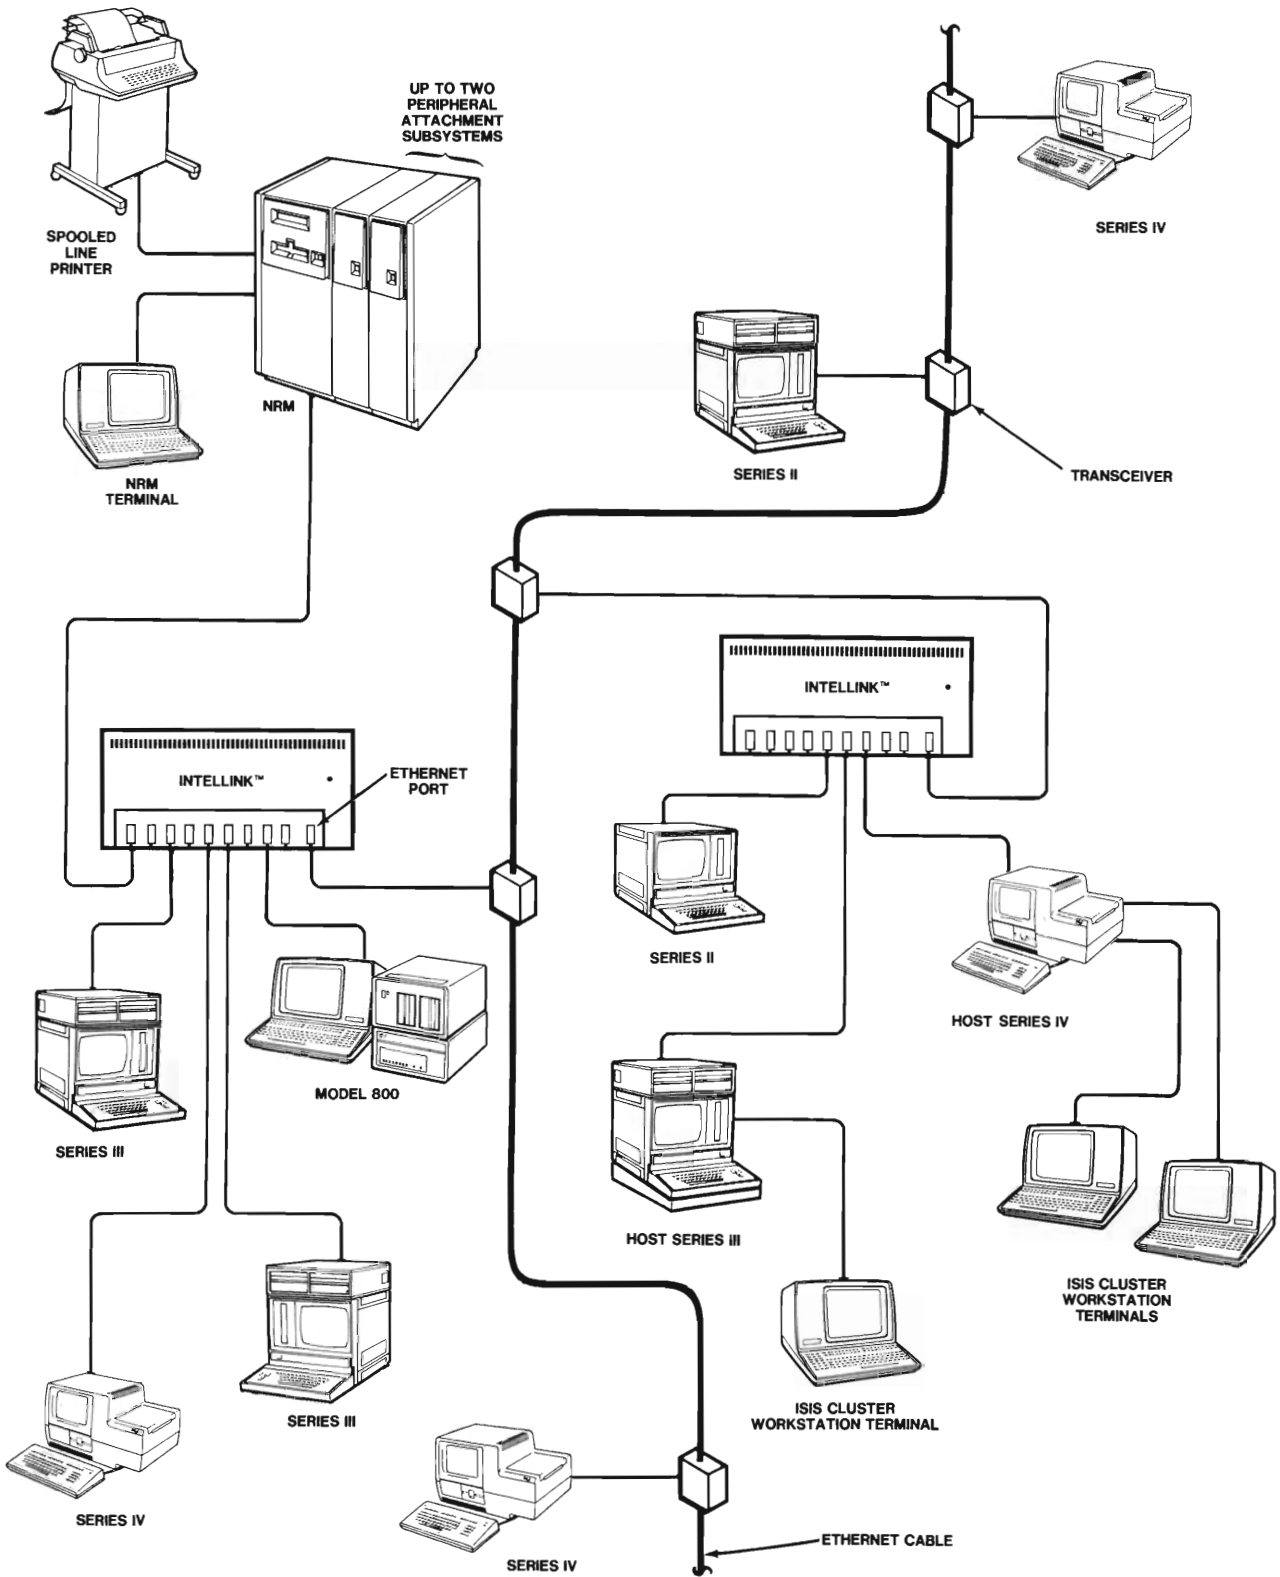 UP TO TWO
PERIPHERAL
ATTACHMENT
SUBSYSTEMS
SERIES IV
SPOOLED
LINE
PRINTER
NRM
SERIES II
TRANSCEIVER
NRM
TERMINAL
INTELLINK™
INTELLINK™
ETHERNET
PORT
SERIES II
HOST SERIES IV
MODEL 800
SERIES III
HOST SERIES III
ISIS CLUSTER
WORKSTATION
TERMINALS
SERIES III
ISIS CLUSTER
WORKSTATION TERMINAL
SERIES IV
ETHERNET CABLE
SERIES IV